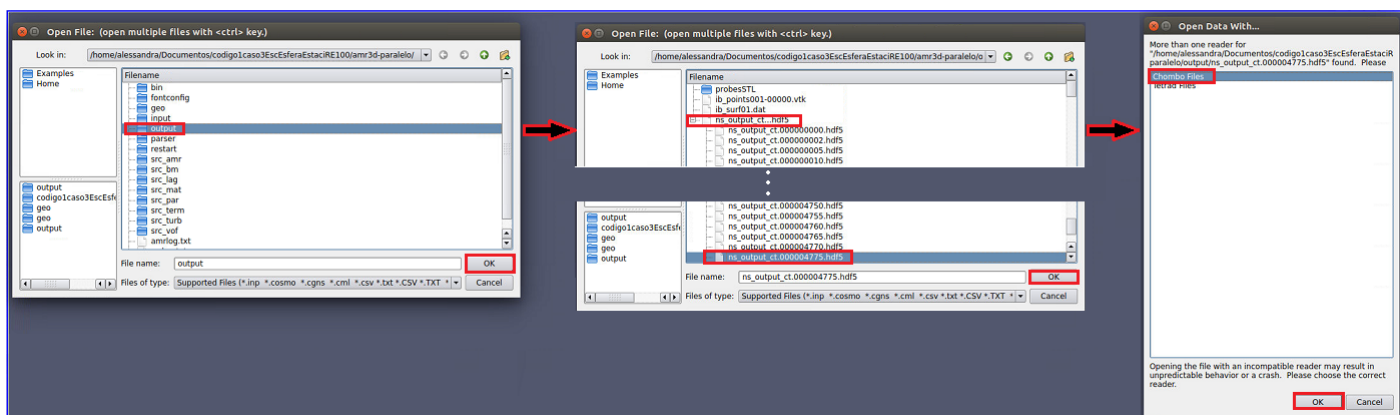 Open File: (open multiple files with <ctrl> key.)
Look in:
/home/alessandra/Documentos/codigo1caso3EscEsferaEstaciRE100/amr3d-paralelo/
Examples
Home
output
codigo1caso3EscEsfe
geo
geo
output
Filename
bin
fontconfig
geo
input
output
parser
restart
src_amr
src_bm
src_lag
src_mat
src_par
src_term
src_turb
src_vof
amrlog.txt
File name:
output
OK
Files of type:
Supported Files (*.inp *.cosmo *.cgns *.cml *.csv *.txt *.CSV *.TXT *
Cancel
Open File: (open multiple files with <ctrl> key.)
Look in:
/home/alessandra/Documentos/codigo1caso3EscEsferaEstaciRE100/amr3d-paralelo/o
Examples
Home
Filename
probesSTL
ib_points001-00000.vtk
ib_surf01.dat
ns_output_ct...hdf5
ns_output_ct.000000000.hdf5
ns_output_ct.000000002.hdf5
ns_output_ct.000000005.hdf5
ns_output_ct.000000010.hdf5
output
codigo1caso3EscEsfe
geo
geo
output
ns_output_ct.000004750.hdf5
ns_output_ct.000004755.hdf5
ns_output_ct.000004760.hdf5
ns_output_ct.000004765.hdf5
ns_output_ct.000004770.hdf5
ns_output_ct.000004775.hdf5
File name:
ns_output_ct.000004775.hdf5
OK
Files of type:
Supported Files (*.inp *.cosmo *.cgns *.cml *.csv *.txt *.CSV *.TXT *
Cancel
Open Data With...
More than one reader for
"/home/alessandra/Documentos/codigo1caso3EscEsferaEstaciR
paralelo/output/ns_output_ct.000004775.hdf5" found. Please
Chombo Files
Tetrad Files
Opening the file with an incompatible reader may result in
unpredictable behavior or a crash. Please choose the correct
reader.
OK
Cancel